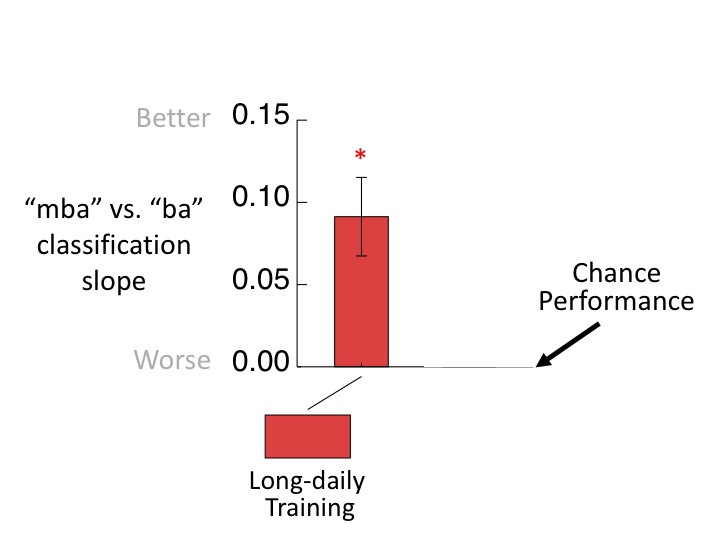 Better
0.15
*
0.10
“mba” vs. “ba”
classification
slope
0.05
Chance
Performance
Worse
0.00
Long-daily
Training